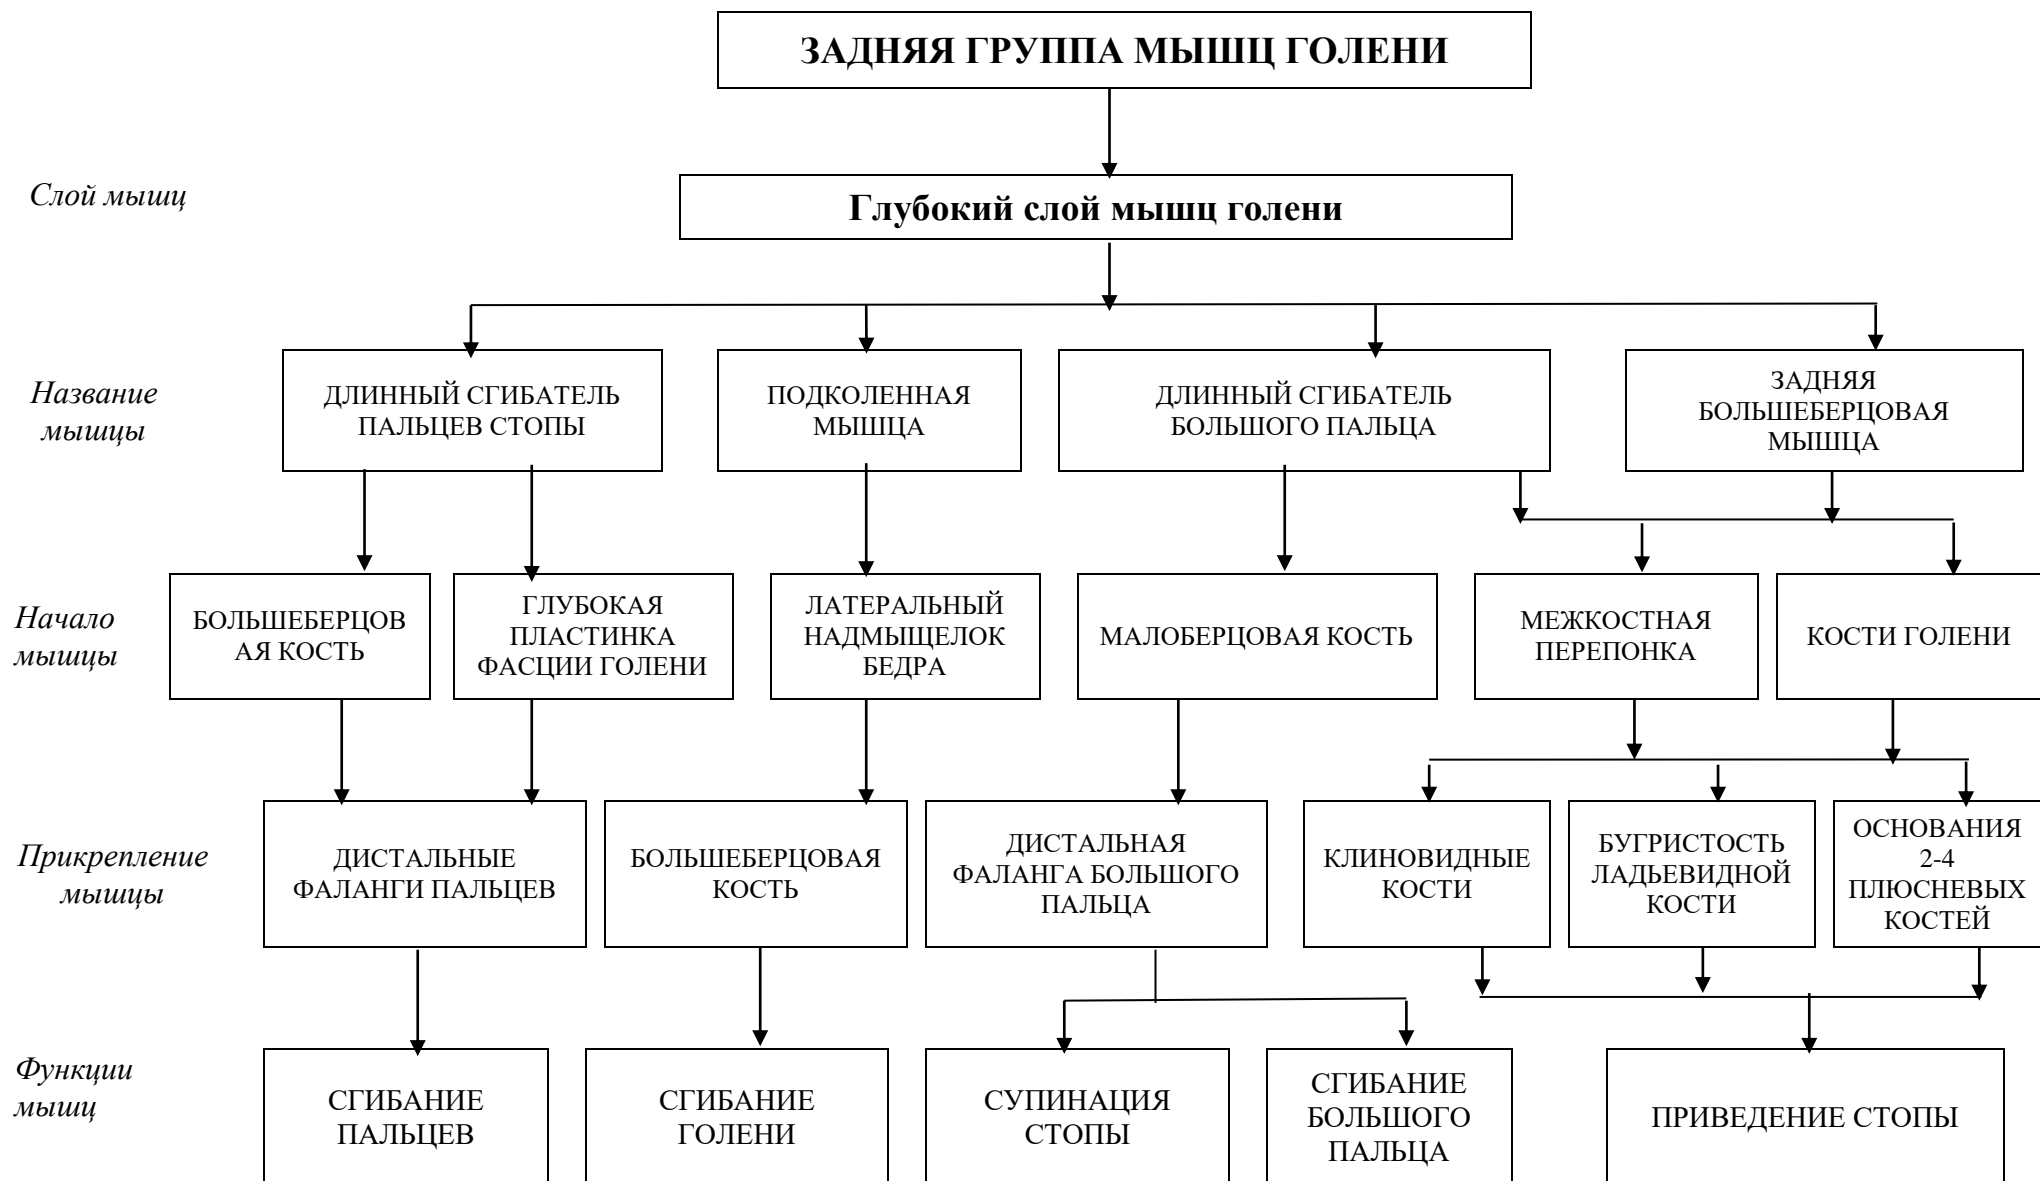 ЗАДНЯЯ ГРУППА МЫШЦ ГОЛЕНИ
Слой мышц
Глубокий слой мышц голени
Название
мышцы
ДЛИННЫЙ СГИБАТЕЛЬ
ПАЛЬЦЕВ СТОПЫ
ПОДКОЛЕННАЯ
МЫШЦА
ДЛИННЫЙ СГИБАТЕЛЬ
БОЛЬШОГО ПАЛЬЦА
ЗАДНЯЯ
БОЛЬШЕБЕРЦОВАЯ
МЫШЦА
Начало
мышцы
БОЛЬШЕБЕРЦОВ
АЯ КОСТЬ
ГЛУБОКАЯ
ПЛАСТИНКА
ФАСЦИИ ГОЛЕНИ
ЛАТЕРАЛЬНЫЙ
НАДМЫЩЕЛОК
БЕДРА
МАЛОБЕРЦОВАЯ КОСТЬ
МЕЖКОСТНАЯ
ПЕРЕПОНКА
КОСТИ ГОЛЕНИ
Прикрепление
мышцы
ДИСТАЛЬНЫЕ
ФАЛАНГИ ПАЛЬЦЕВ
БОЛЬШЕБЕРЦОВАЯ
КОСТЬ
ДИСТАЛЬНАЯ
ФАЛАНГА БОЛЬШОГО
ПАЛЬЦА
КЛИНОВИДНЫЕ
КОСТИ
БУГРИСТОСТЬ
ЛАДЬЕВИДНОЙ
КОСТИ
ОСНОВАНИЯ
2-4
ПЛЮСНЕВЫХ
КОСТЕЙ
Функции
мышц
СГИБАНИЕ
ПАЛЬЦЕВ
СГИБАНИЕ
ГОЛЕНИ
СУПИНАЦИЯ
СТОПЫ
СГИБАНИЕ
БОЛЬШОГО
ПАЛЬЦА
ПРИВЕДЕНИЕ СТОПЫ